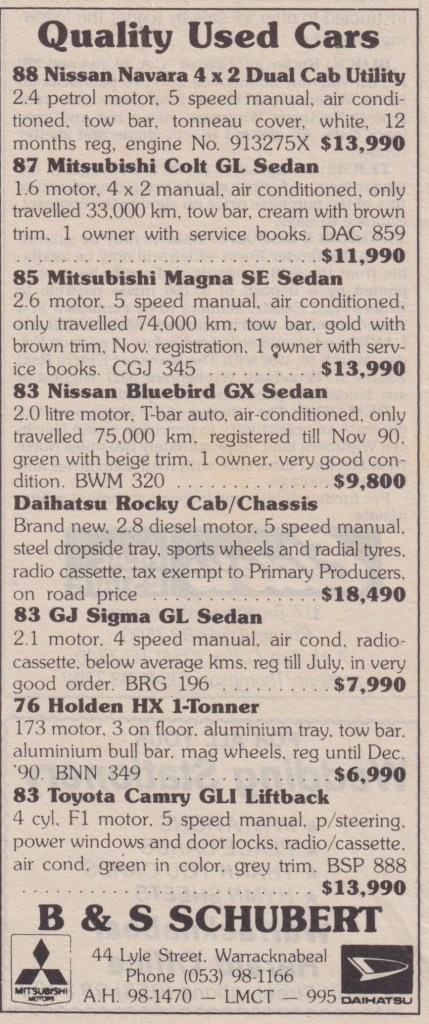 Quality Used Cars
88 Nissan Navara 4 x 2 Dual Cab Utility
2.4 petrol motor, 5 speed manual, air condi-
tioned, tow bar, tonneau cover, white, 12
months reg, engine No. 913275X $13,990
87 Mitsubishi Colt GL Sedan
1.6 motor, 4 x 2 manual, air conditioned, only
travelled 33,000 km, tow bar, cream with brown
trim, 1 owner with service books. DAC 859
. . . . . . . . . . . . . . . . . . . . . . . . . $11,990
85 Mitsubishi Magna SE Sedan
2.6 motor, 5 speed manual, air conditioned,
only travelled 74,000 km, tow bar, gold with
brown trim, Nov. registration, 1 owner with serv-
ice books. CGJ 345 . . . . . . . . . . $13,990
83 Nissan Bluebird GX Sedan
2.0 litre motor, T-bar auto, air-conditioned, only
travelled 75,000 km, registered till Nov 90,
green with beige trim, 1 owner, very good con-
dition. BWM 320 . . . . . . . . . . . . . . $9,800
Daihatsu Rocky Cab/Chassis
Brand new, 2.8 diesel motor, 5 speed manual,
steel dropside tray, sports wheels and radial tyres,
radio cassette, tax exempt to Primary Producers,
on road price . . . . . . . . . . . . . . . $18,490
83 GJ Sigma GL Sedan
2.1 motor, 4 speed manual, air cond, radio-
cassette, below average kms, reg till July, in very
good order. BRG 196 . . . . . . . . . . $7,990
76 Holden HX 1-Tonner
173 motor, 3 on floor, aluminium tray, tow bar,
aluminium bull bar, mag wheels, reg until Dec.
'90. BNN 349 . . . . . . . . . . . . . . . . $6,990
83 Toyota Camry GLI Liftback
4 cyl, F1 motor, 5 speed manual, p/steering,
power windows and door locks, radio/cassette,
air cond, green in color, grey trim. BSP 888
. . . . . . . . . . . . . . . . . . . . . . . . . $13,990
B & S SCHUBERT
44 Lyle Street, Warracknabeal
Phone (053) 98-1166
A.H. 98-1470 — LMCT — 995
MITSUBISHI
MOTORS
DAIHATSU